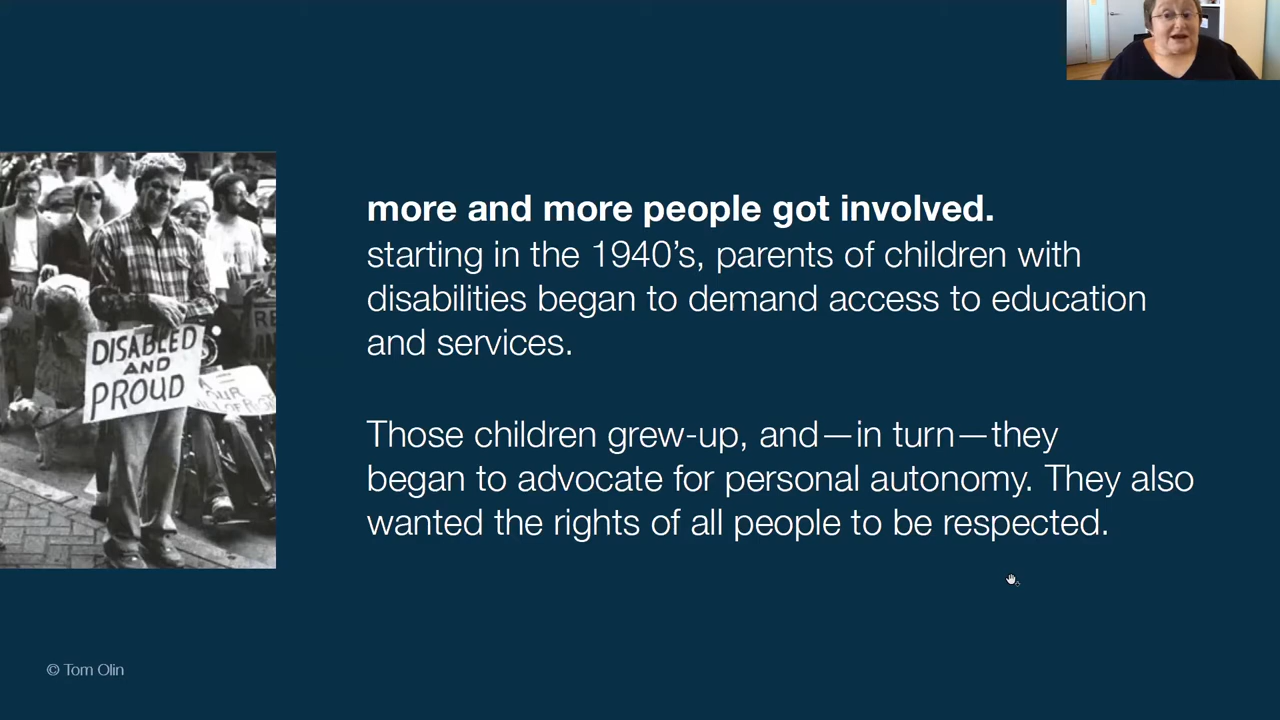 more and more people got involved.
starting in the 1940’s, parents of children with
disabilities began to demand access to education
and services.
Those children grew-up, and—in turn—they
began to advocate for personal autonomy. They also
wanted the rights of all people to be respected.
DISABLED
AND
PROUD
© Tom Olin